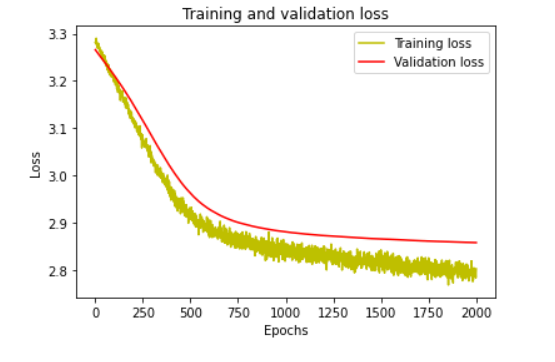 Training and validation loss
Training loss
Validation loss
Loss
3.3
3.2
3.1
3.0
2.9
2.8
0 250 500 750 1000 1250 1500 1750 2000
Epochs